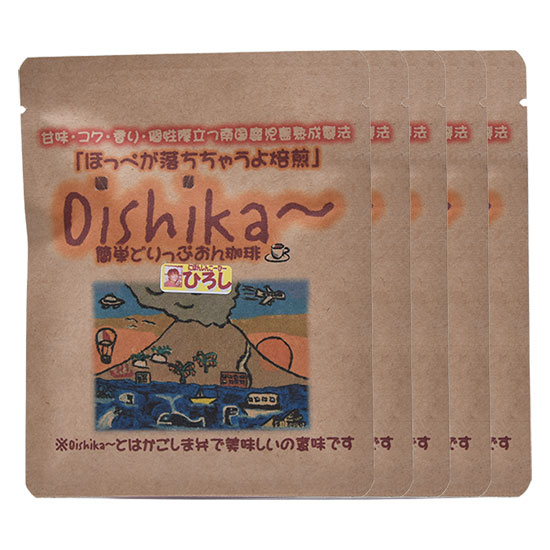 甘味・コク・香り・個性際立つ南国鹿児島熟成製法
「ほっぺが落ちちゃうよ焙煎」
Oishika～
簡単どりっぷおん珈琲
ひろし
※Oishika～とはかごしま弁で美味しいの意味です